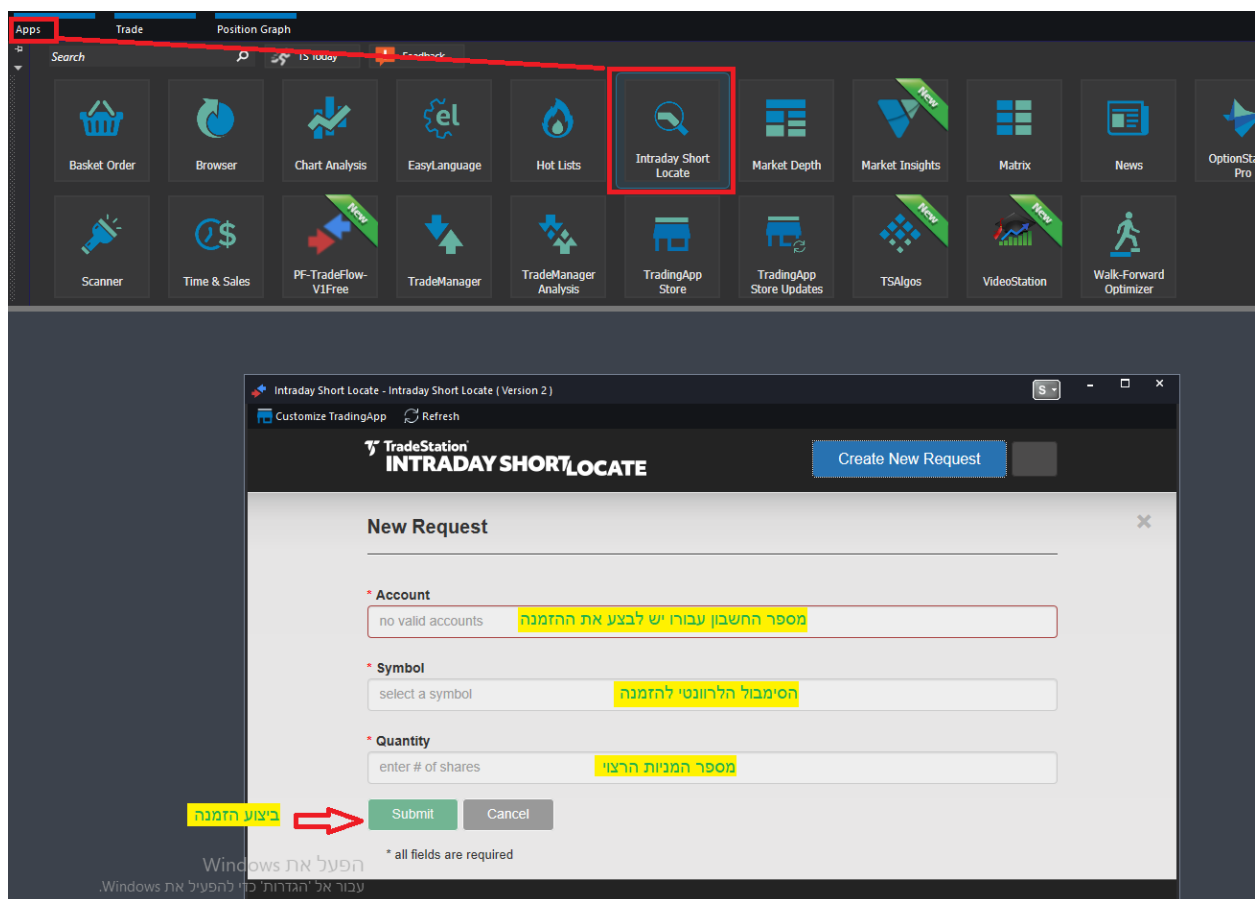 Apps Trade Position Graph
Search TS Today Feedback
Basket Order Browser Chart Analysis EasyLanguage Hot Lists Intraday Short Locate Market Depth Market Insights Matrix News
New
el
Scanner Time & Sales PF-TradeFlow-V1Free TradeManager TradeManager Analysis TradingApp Store TradingApp Store Updates TSAlgos VideoStation Walk-Forward Optimizer
New New New
Intraday Short Locate - Intraday Short Locate ( Version 2 ) S
Customize TradingApp Refresh
TradeStation
INTRADAY SHORTLOCATE
Create New Request
New Request
* Account
no valid accounts מספר החשבון עבורו יש לבצע את ההזמנה
* Symbol
select a symbol הסימבול הלרוונטי להזמנה
* Quantity
enter # of shares מספר המניות הרצוי
ביצוע הזמנה Submit Cancel
* all fields are required
הפעל את Windows
עבור אל 'הגדרות' כדי להפעיל את Windows.